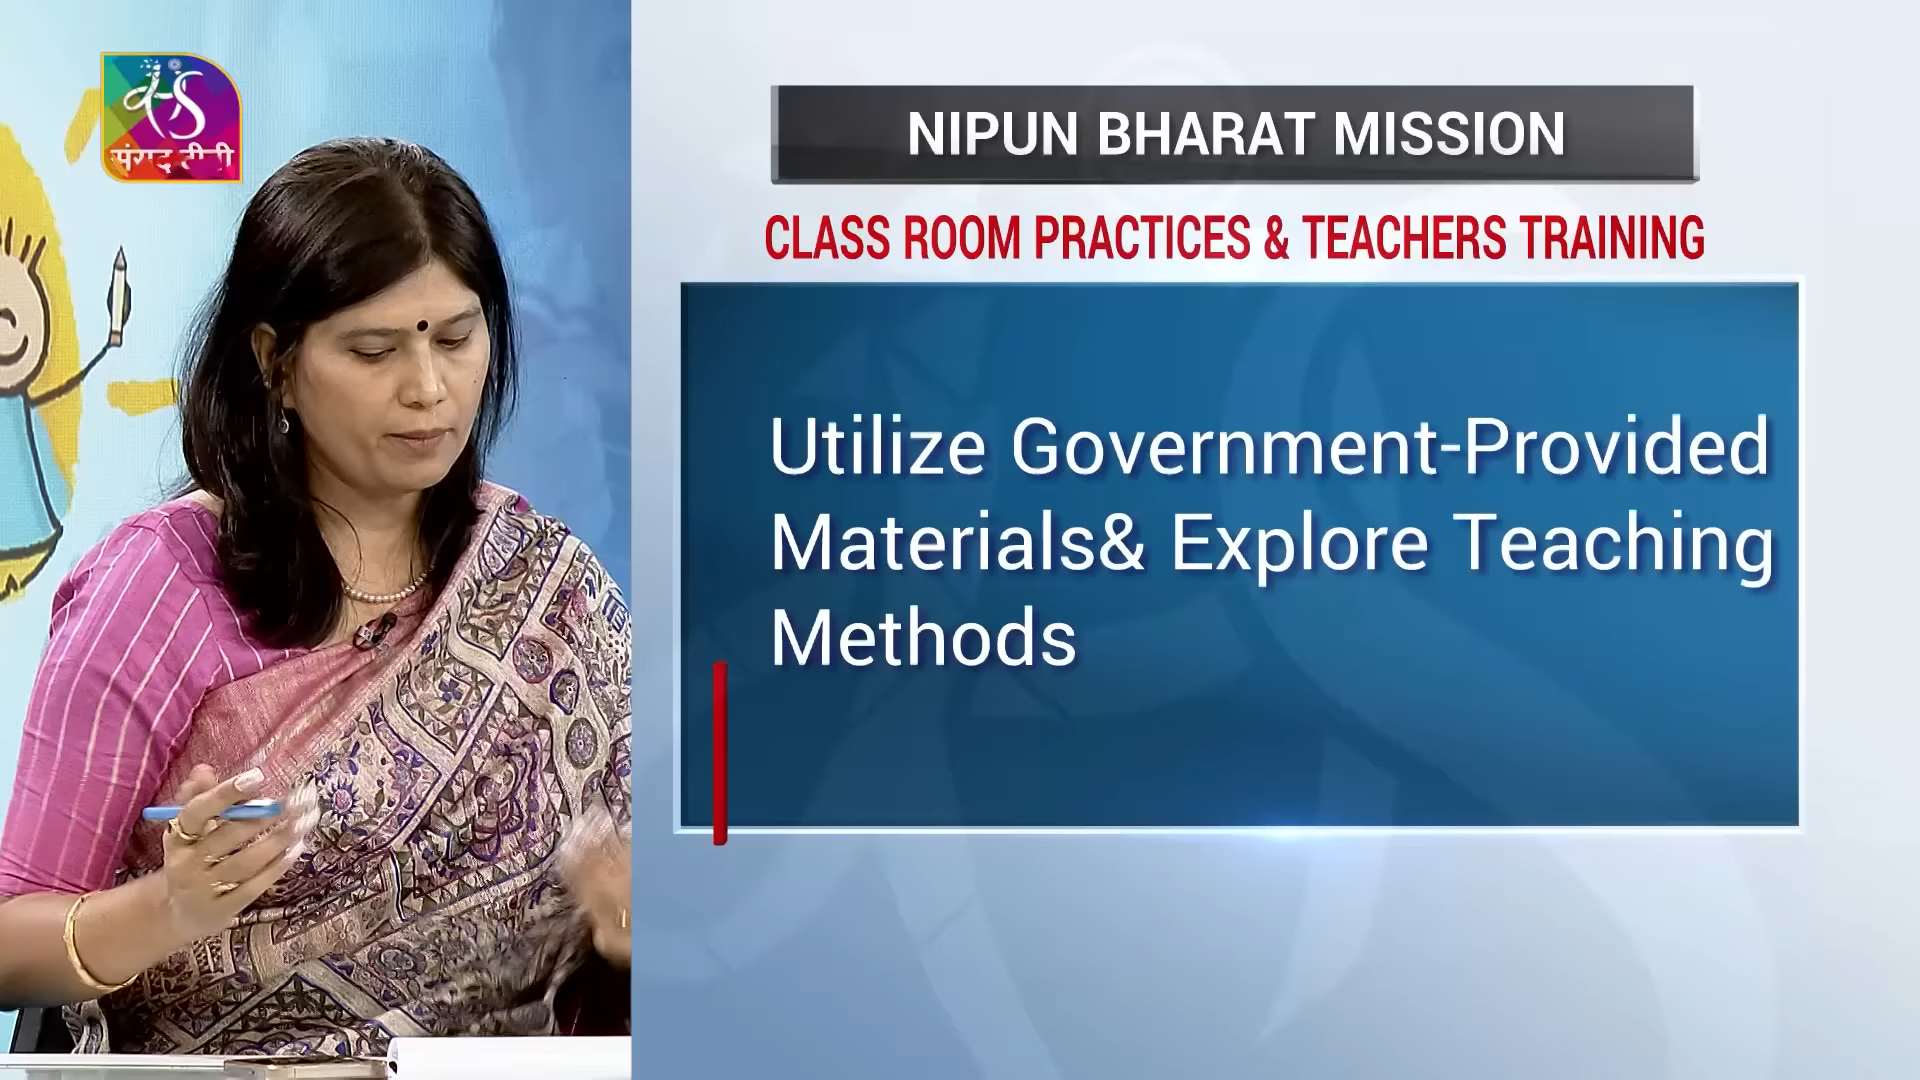 संसद टीवी
NIPUN BHARAT MISSION
CLASS ROOM PRACTICES & TEACHERS TRAINING
Utilize Government-Provided
Materials& Explore Teaching
Methods